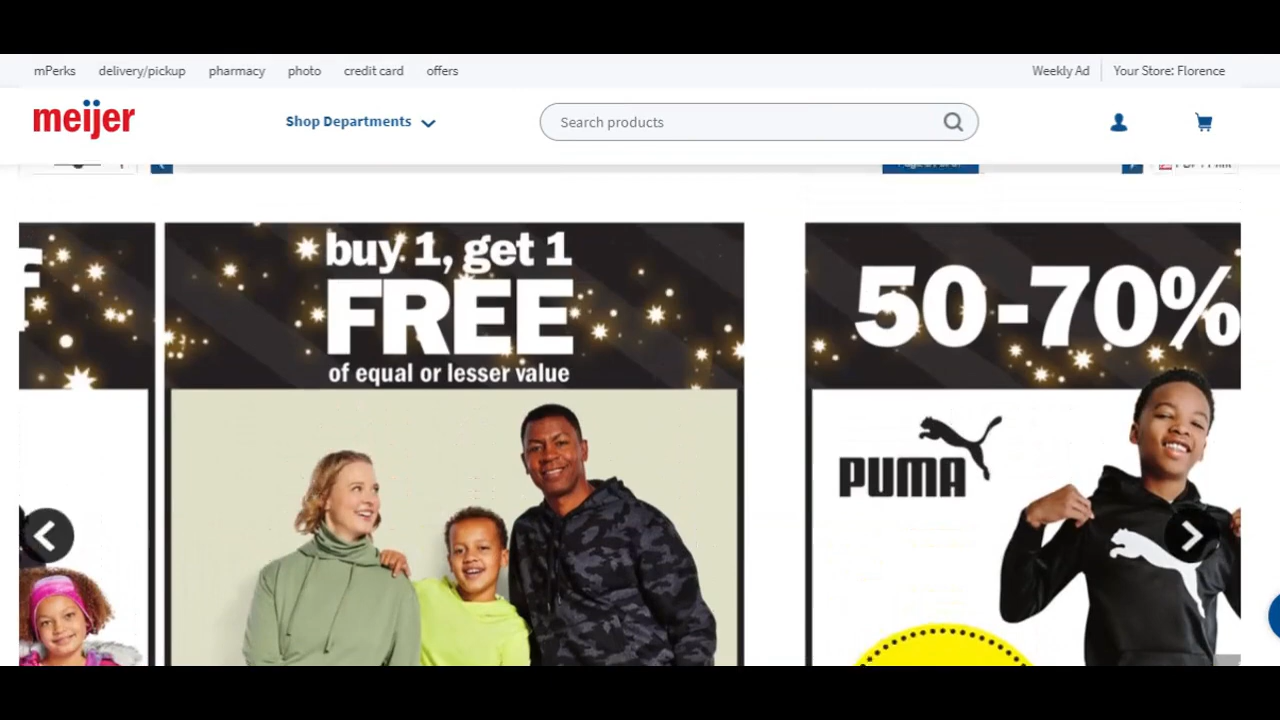 mPerks delivery/pickup pharmacy photo credit card offers Weekly Ad Your Store: Florence
meijer Shop Departments Search products
buy 1, get 1
FREE
of equal or lesser value
50-70%
PUMA